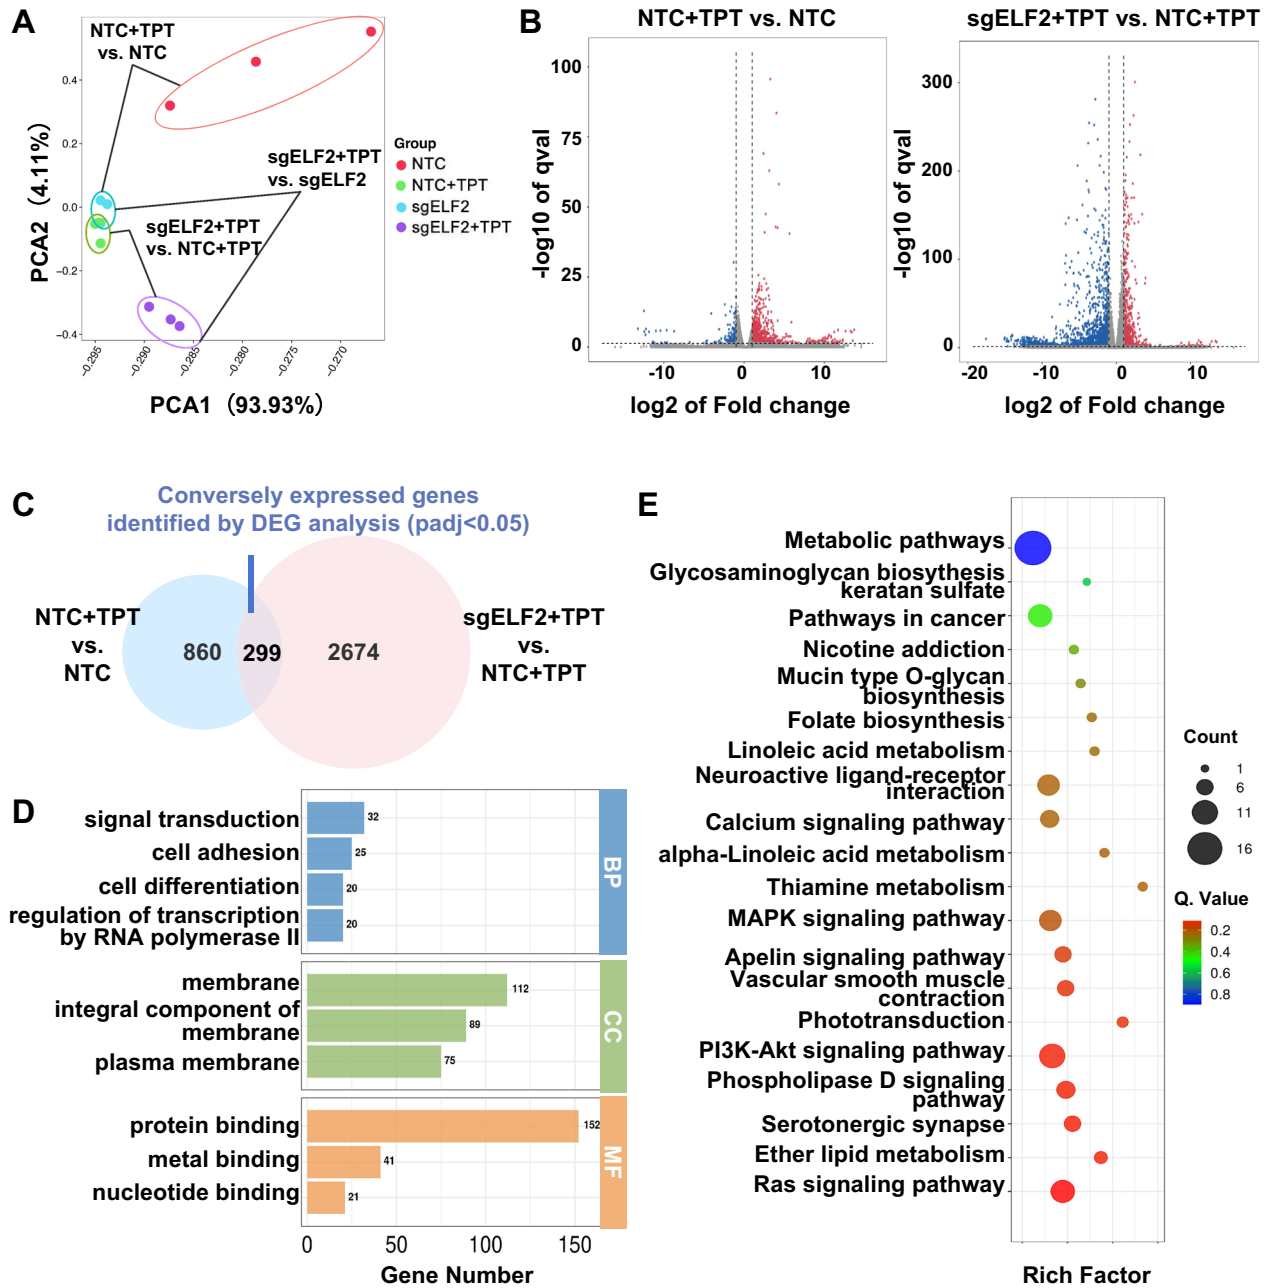 A
NTC+TPT
vs. NTC
sgELF2+TPT
vs. sgELF2
sgELF2+TPT
vs. NTC+TPT
PCA2 (4.11%)
0.4
0.2
0.0
−0.2
−0.4
−0.295
−0.290
−0.285
−0.280
−0.275
−0.270
PCA1 (93.93%)
Group
NTC
NTC+TPT
sgELF2
sgELF2+TPT
B
NTC+TPT vs. NTC
-log10 of qval
100
75
50
25
0
-10
0
10
log2 of Fold change
sgELF2+TPT vs. NTC+TPT
-log10 of qval
300
200
100
0
-20
-10
0
10
log2 of Fold change
C
Conversely expressed genes
identified by DEG analysis (padj<0.05)
NTC+TPT
vs.
NTC
860
299
2674
sgELF2+TPT
vs.
NTC+TPT
D
signal transduction
32
cell adhesion
25
cell differentiation
20
regulation of transcription
by RNA polymerase II
20
BP
membrane
112
integral component of
membrane
89
plasma membrane
75
CC
protein binding
152
metal binding
41
nucleotide binding
21
MF
0
50
100
150
Gene Number
E
Metabolic pathways
Glycosaminoglycan biosythesis
keratan sulfate
Pathways in cancer
Nicotine addiction
Mucin type O-glycan
biosynthesis
Folate biosynthesis
Linoleic acid metabolism
Neuroactive ligand-receptor
interaction
Calcium signaling pathway
alpha-Linoleic acid metabolism
Thiamine metabolism
MAPK signaling pathway
Apelin signaling pathway
Vascular smooth muscle
contraction
Phototransduction
PI3K-Akt signaling pathway
Phospholipase D signaling
pathway
Serotonergic synapse
Ether lipid metabolism
Ras signaling pathway
Rich Factor
Count
1
6
11
16
Q. Value
0.2
0.4
0.6
0.8